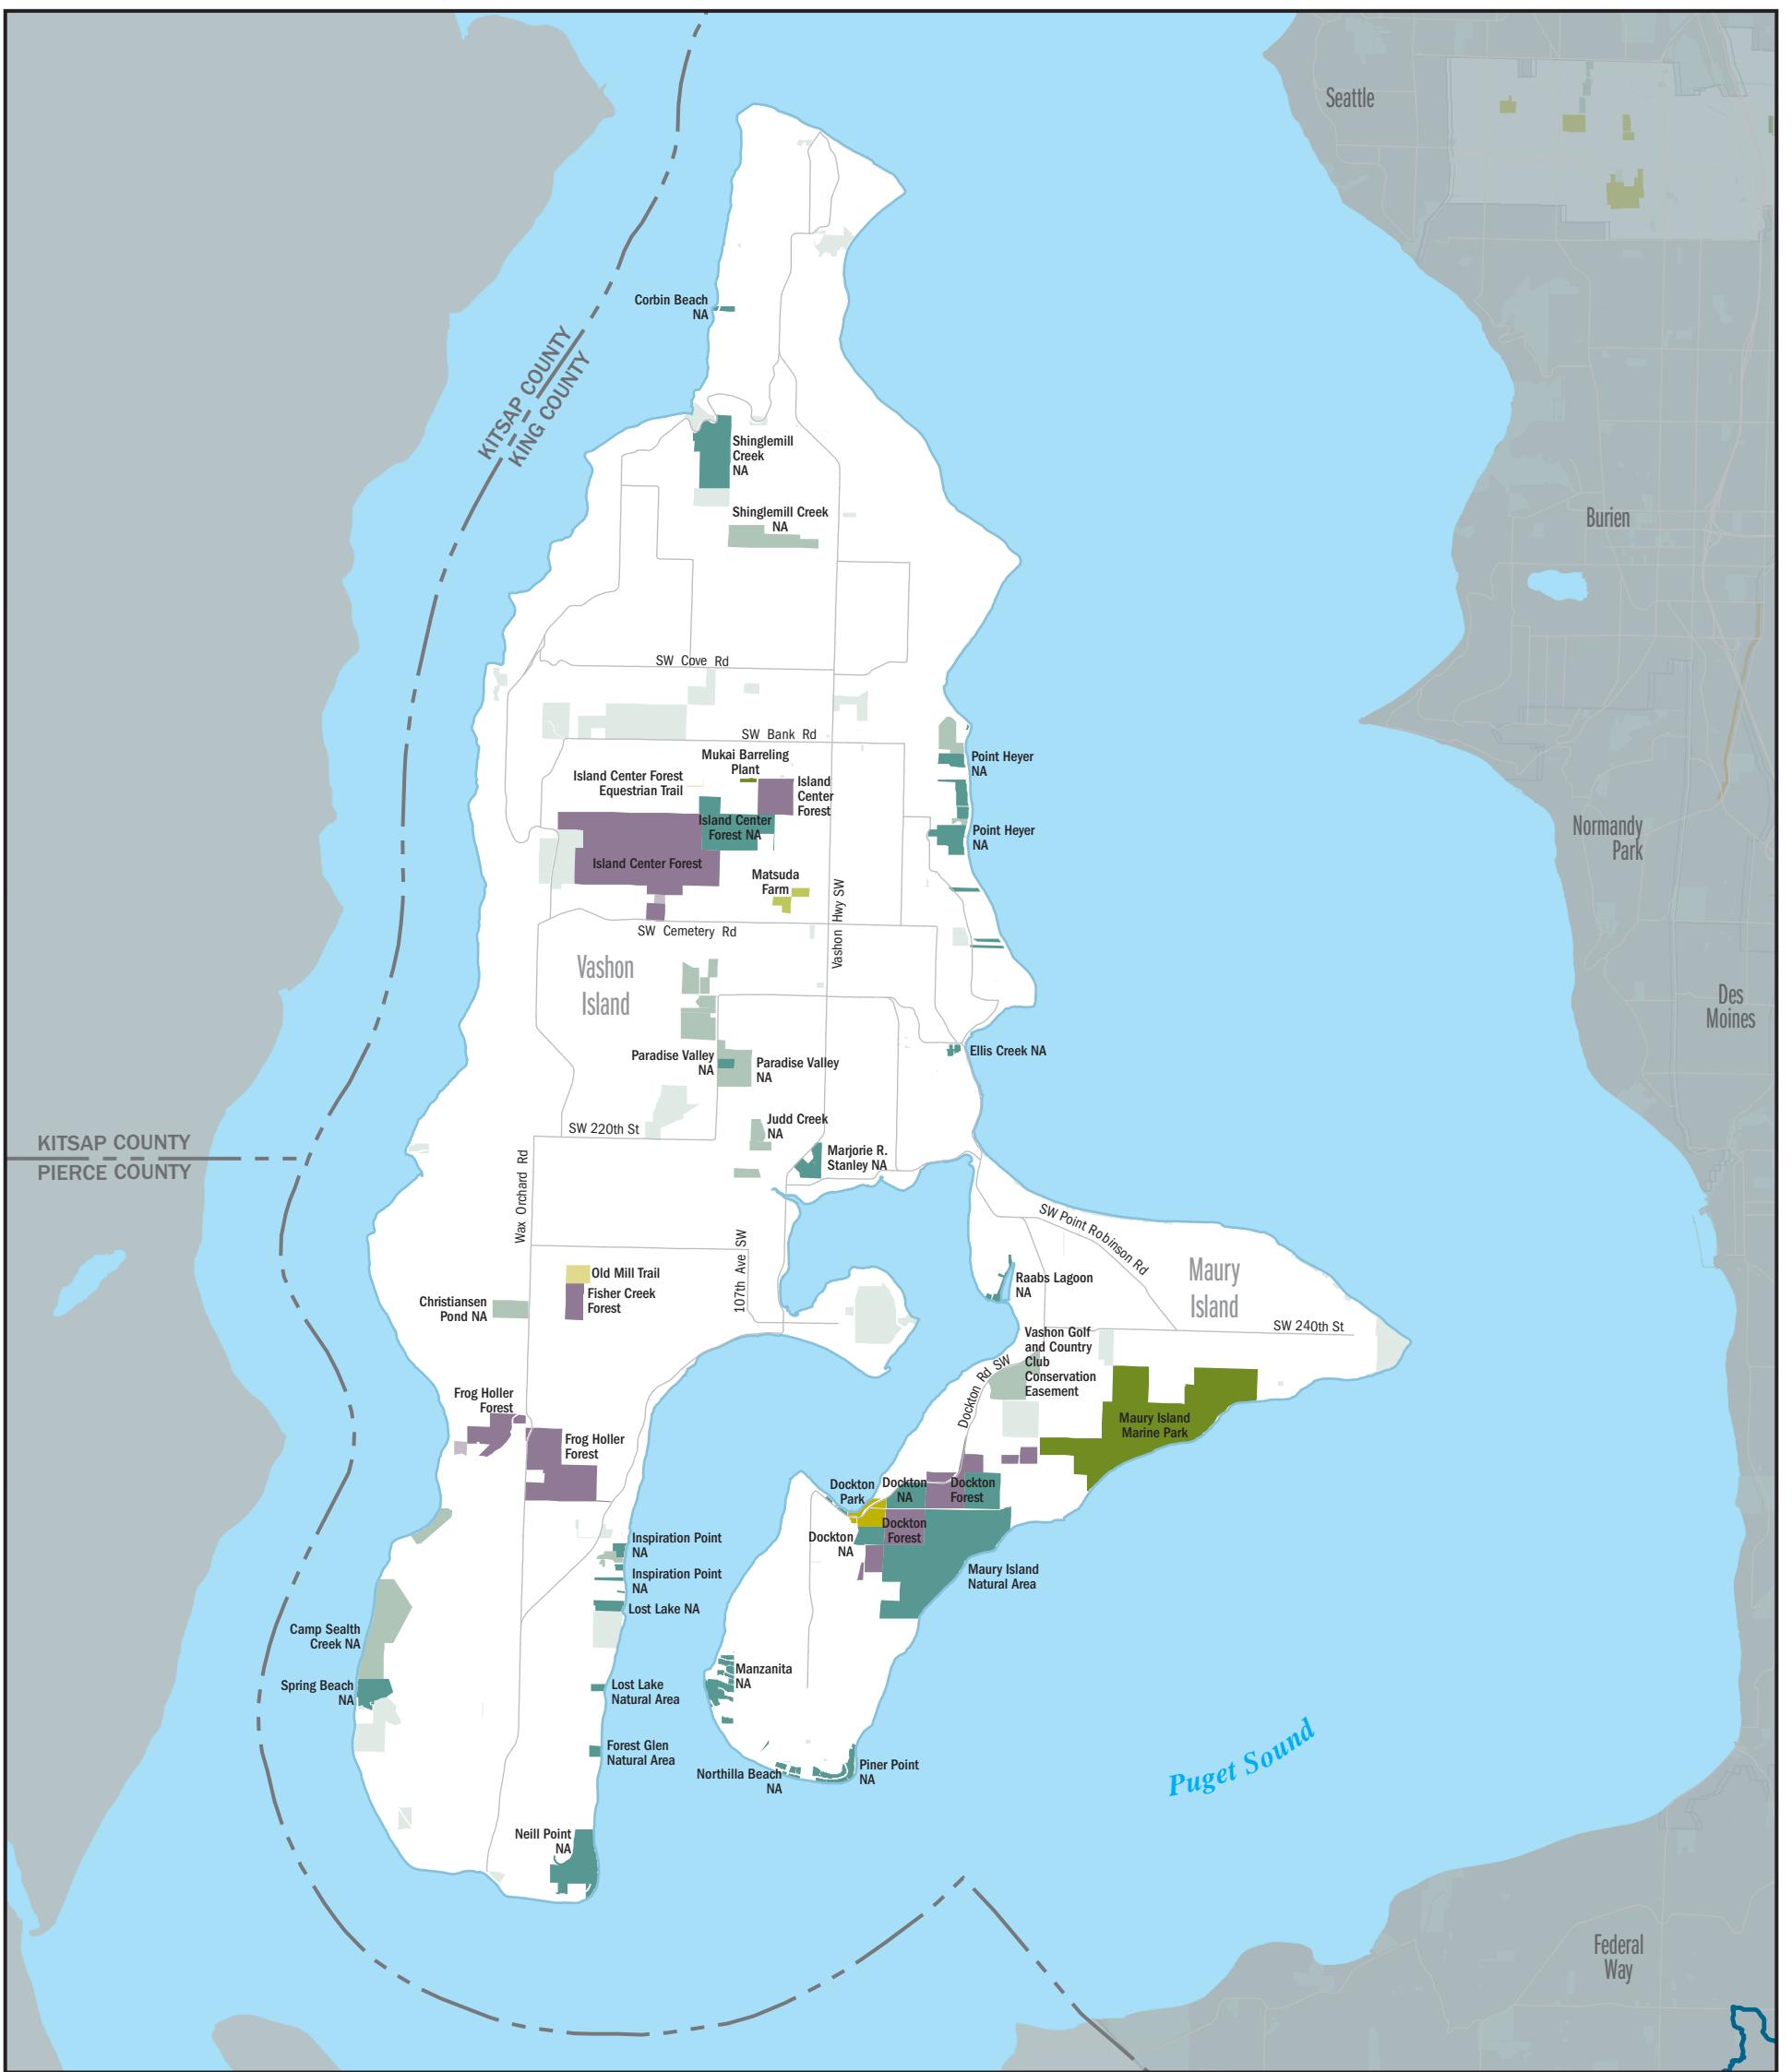 Seattle
Corbin Beach
NA
KITSAP COUNTY
KING COUNTY
Shinglemill
Creek
NA
Shinglemill Creek
NA
Burien
SW Cove Rd
SW Bank Rd
Mukai Barreling
Plant
Island Center Forest
Equestrian Trail
Island
Center
Forest
Point Heyer
NA
Island Center
Forest NA
Point Heyer
NA
Normandy
Park
Island Center Forest
Matsuda
Farm
Vashon Hwy SW
SW Cemetery Rd
Vashon
Island
Des
Moines
Paradise Valley
NA
Paradise Valley
NA
Ellis Creek NA
Judd Creek
NA
SW 220th St
KITSAP COUNTY
PIERCE COUNTY
Marjorie R.
Stanley NA
Wax Orchard Rd
107th Ave SW
SW Point Robinson Rd
Old Mill Trail
Fisher Creek
Forest
Christiansen
Pond NA
Raabs Lagoon
NA
Maury
Island
SW 240th St
Vashon Golf
and Country
Club
Conservation
Easement
Dockton Rd SW
Frog Holler
Forest
Frog Holler
Forest
Maury Island
Marine Park
Dockton
Park
Dockton
NA
Dockton
Forest
Dockton
Forest
Dockton
NA
Inspiration Point
NA
Inspiration Point
NA
Maury Island
Natural Area
Lost Lake NA
Camp Sealth
Creek NA
Spring Beach
NA
Manzanita
NA
Lost Lake
Natural Area
Forest Glen
Natural Area
Northilla Beach
NA
Piner Point
NA
Puget Sound
Neill Point
NA
Federal
Way